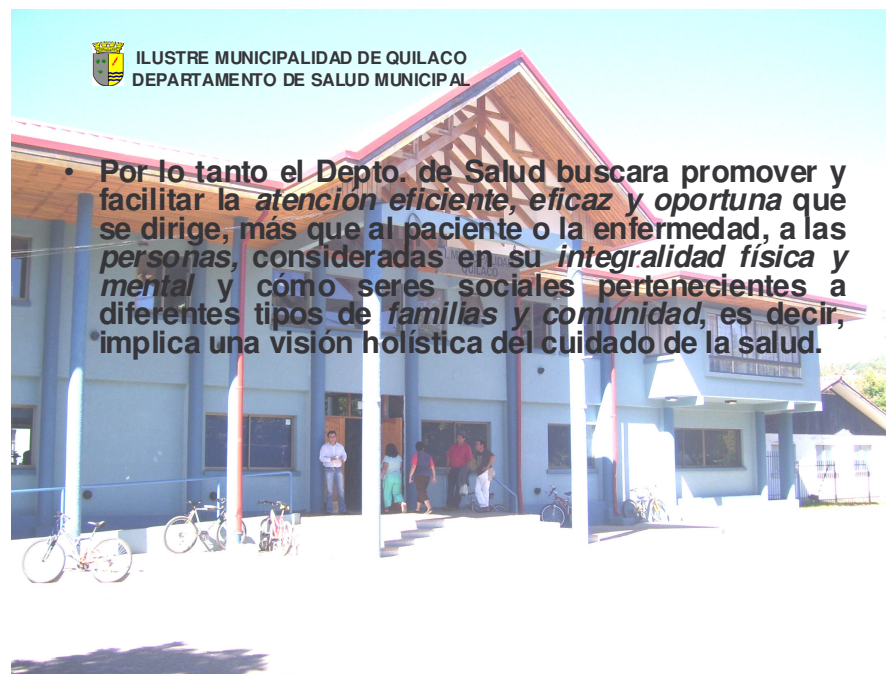 ILUSTRE MUNICIPALIDAD DE QUILACO
DEPARTAMENTO DE SALUD MUNICIPAL
• Por lo tanto el Depto. de Salud buscara promover y
facilitar la atención eficiente, eficaz y oportuna que
se dirige, más que al paciente o la enfermedad, a las
personas, consideradas en su integralidad física y
mental y cómo seres sociales pertenecientes a
diferentes tipos de familias y comunidad, es decir,
implica una visión holística del cuidado de la salud.
QUILACO